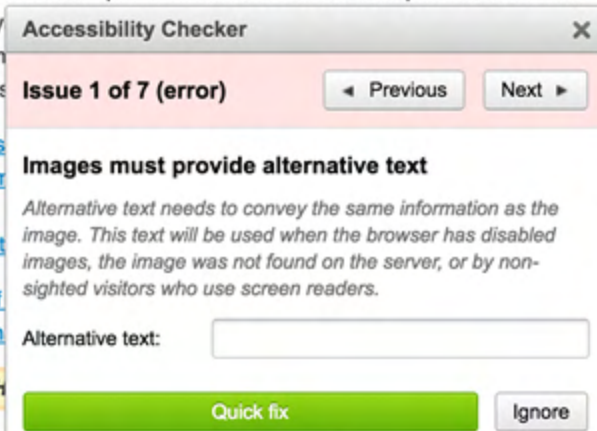 Accessibility Checker
Issue 1 of 7 (error)
◄ Previous
Next ►
Images must provide alternative text
Alternative text needs to convey the same information as the
image. This text will be used when the browser has disabled
images, the image was not found on the server, or by non-
sighted visitors who use screen readers.
Alternative text:
Quick fix
Ignore